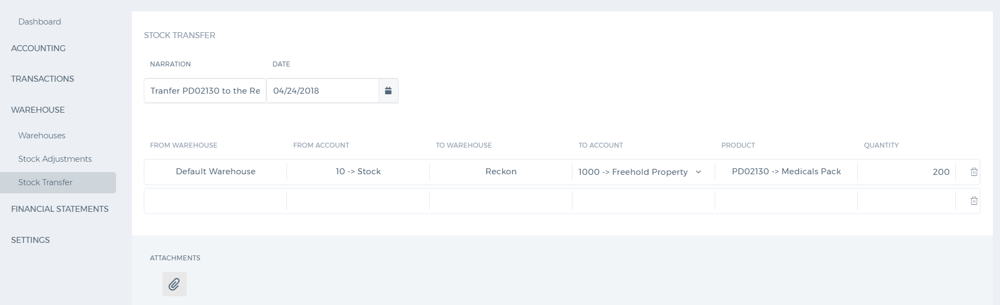 Dashboard
ACCOUNTING
TRANSACTIONS
WAREHOUSE
Warehouses
Stock Adjustments
Stock Transfer
FINANCIAL STATEMENTS
SETTINGS
STOCK TRANSFER
NARRATION DATE
Tranfer PD02130 to the Re 04/24/2018
FROM WAREHOUSE FROM ACCOUNT TO WAREHOUSE TO ACCOUNT PRODUCT QUANTITY
Default Warehouse 10 -> Stock Reckon 1000 -> Freehold Property PD02130 -> Medicals Pack 200
ATTACHMENTS